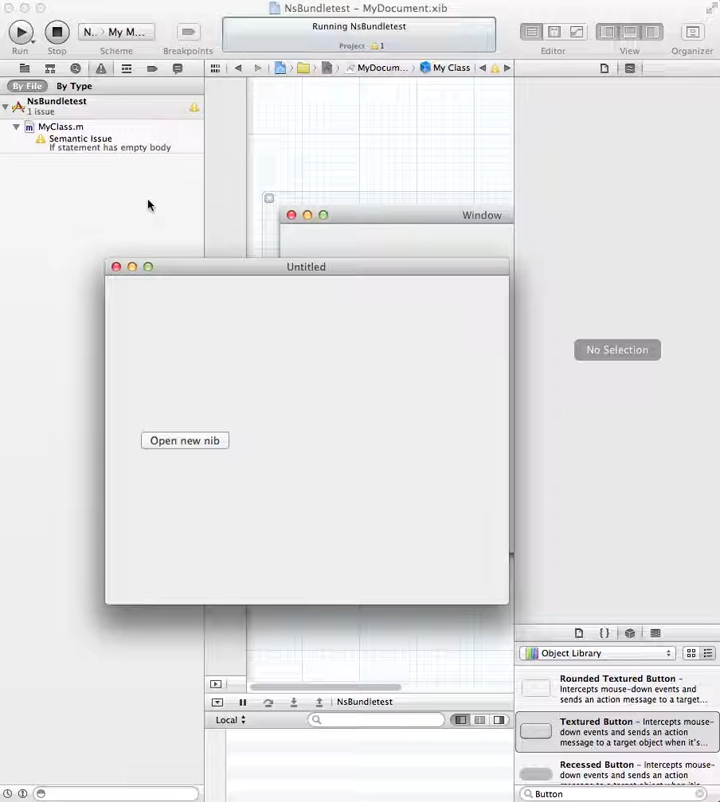 NsBundletest – MyDocument.xib
Running NsBundletest
Project 1
N.. My M...
Run
Stop
Scheme
Breakpoints
Editor
View
Organizer
MyDocum...
My Class
By File
By Type
NsBundletest
1 issue
MyClass.m
Semantic Issue
If statement has empty body
Window
Untitled
Open new nib
No Selection
NsBundletest
Local
Object Library
Rounded Textured Button –
Intercepts mouse-down events and
sends an action message to a target...
Textured Button – Intercepts mouse-
down events and sends an action
message to a target object when it's...
Recessed Button – Intercepts mouse-
down events and sends an action
Button